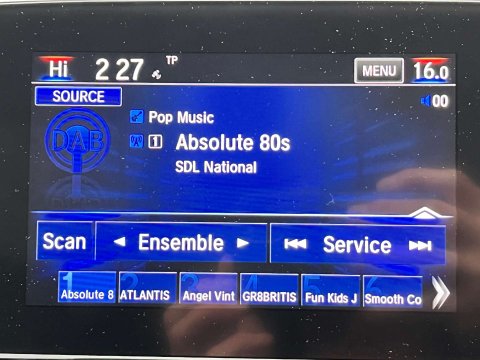 Hi 2 27 TP MENU 16.0
SOURCE 00
DAB
Pop Music
1 Absolute 80s
SDL National
Scan Ensemble Service
1 2 3 4 5 6
Absolute 8 ATLANTIS Angel Vint GR8BRITIS Fun Kids J Smooth Co